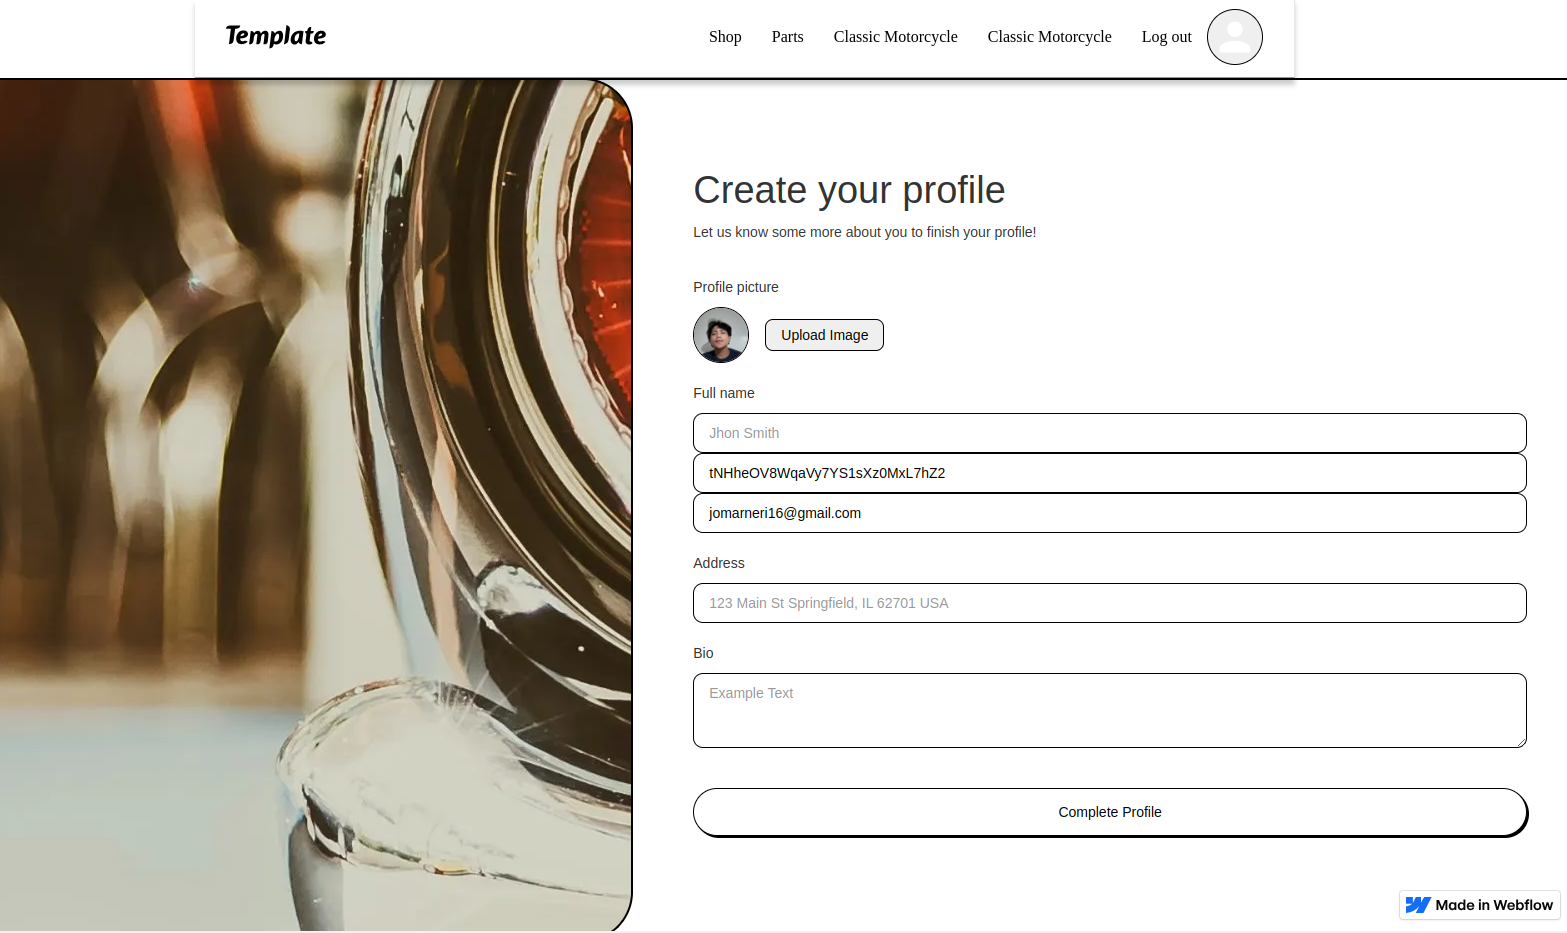 Template
Shop
Parts
Classic Motorcycle
Classic Motorcycle
Log out
Create your profile
Let us know some more about you to finish your profile!
Profile picture
Upload Image
Full name
Jhon Smith
tNHheOV8WqaVy7YS1sXz0MxL7hZ2
jomarneri16@gmail.com
Address
123 Main St Springfield, IL 62701 USA
Bio
Example Text
Complete Profile
Made in Webflow